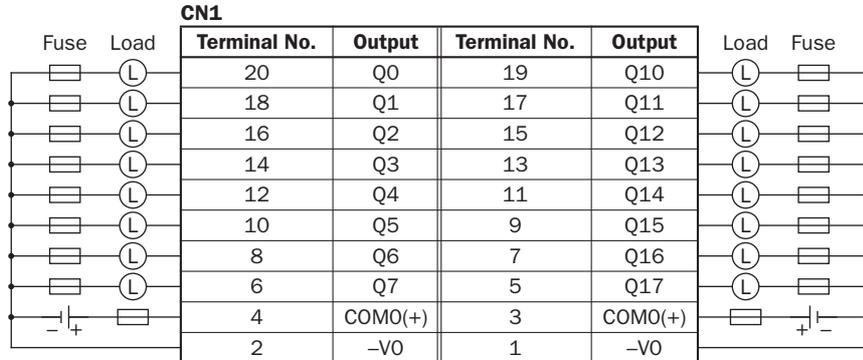 CN1
Fuse Load Terminal No. Output Terminal No. Output Load Fuse
L 20 Q0 19 Q10 L
L 18 Q1 17 Q11 L
L 16 Q2 15 Q12 L
L 14 Q3 13 Q13 L
L 12 Q4 11 Q14 L
L 10 Q5 9 Q15 L
L 8 Q6 7 Q16 L
L 6 Q7 5 Q17 L
– + 4 COM0(+) 3 COM0(+) + –
2 –V0 1 –V0